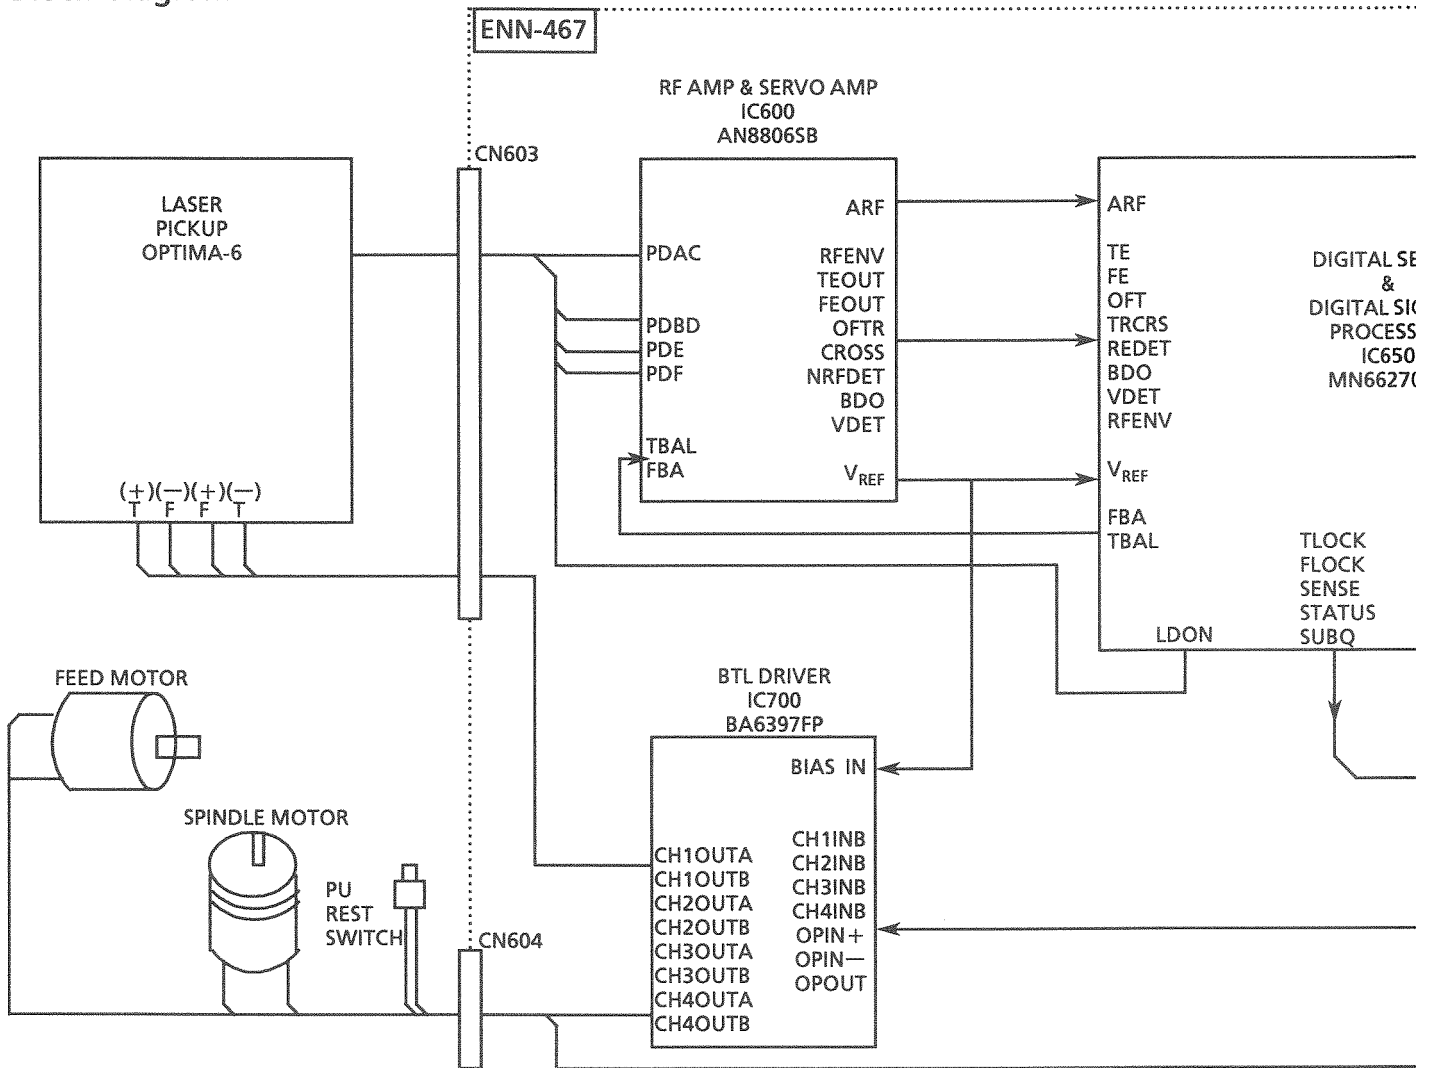 ENN-467
RF AMP & SERVO AMP
IC600
AN8806SB
CN603
LASER
PICKUP
OPTIMA-6
(+)(−)(+)(−)
T F F T
PDAC
PDBD
PDE
PDF
TBAL
FBA
ARF
RFENV
TEOUT
FEOUT
OFTR
CROSS
NRFDET
BDO
VDET
VREF
ARF
TE
FE
OFT
TRCRS
REDET
BDO
VDET
RFENV
VREF
FBA
TBAL
DIGITAL
&
DIGITAL
IC650
LDON
TLOCK
FLOCK
SENSE
STATUS
SUBQ
FEED MOTOR
SPINDLE MOTOR
PU
REST
SWITCH
CN604
BTL DRIVER
IC700
BA6397FP
BIAS IN
CH1INB
CH2INB
CH3INB
CH4INB
OPIN+
OPIN−
OPOUT
CH1OUTA
CH1OUTB
CH2OUTA
CH2OUTB
CH3OUTA
CH3OUTB
CH4OUTA
CH4OUTB